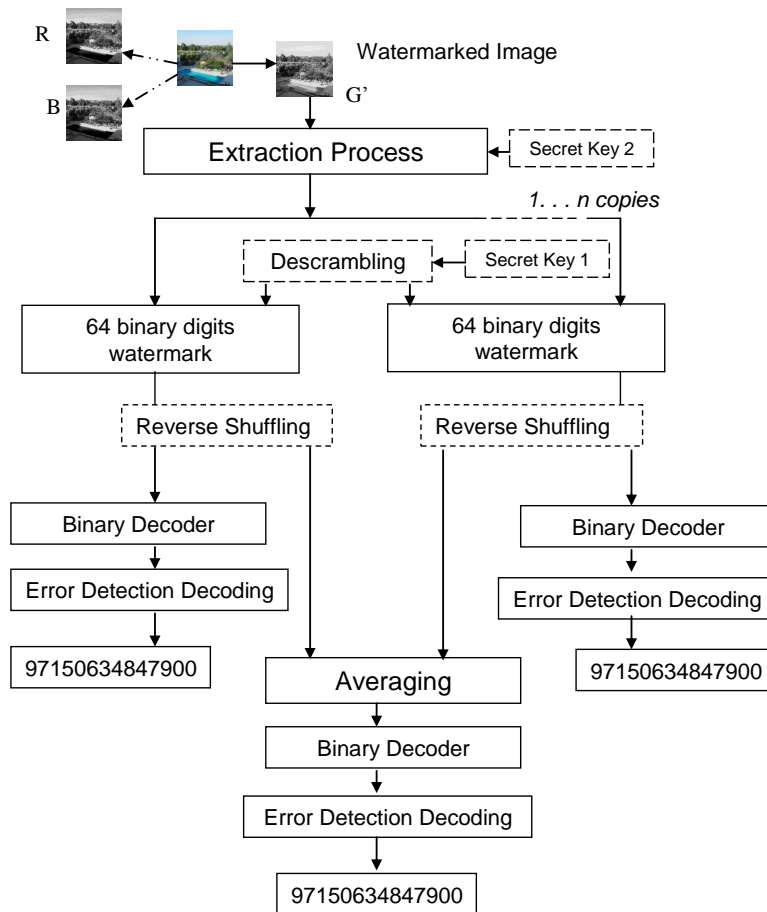 R
Watermarked Image
B
G’
Extraction Process
Secret Key 2
1. . . n copies
Descrambling
Secret Key 1
64 binary digits
watermark
64 binary digits
watermark
Reverse Shuffling
Reverse Shuffling
Binary Decoder
Binary Decoder
Error Detection Decoding
Error Detection Decoding
97150634847900
97150634847900
Averaging
Binary Decoder
Error Detection Decoding
97150634847900